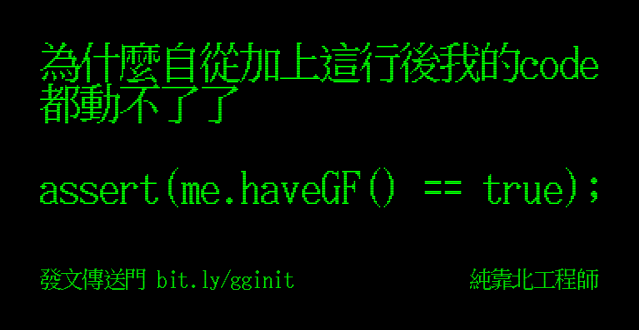 為什麼自從加上這行後我的code
都動不了了
assert(me.haveGF() == true);
發文傳送門 bit.ly/gginit
純靠北工程師